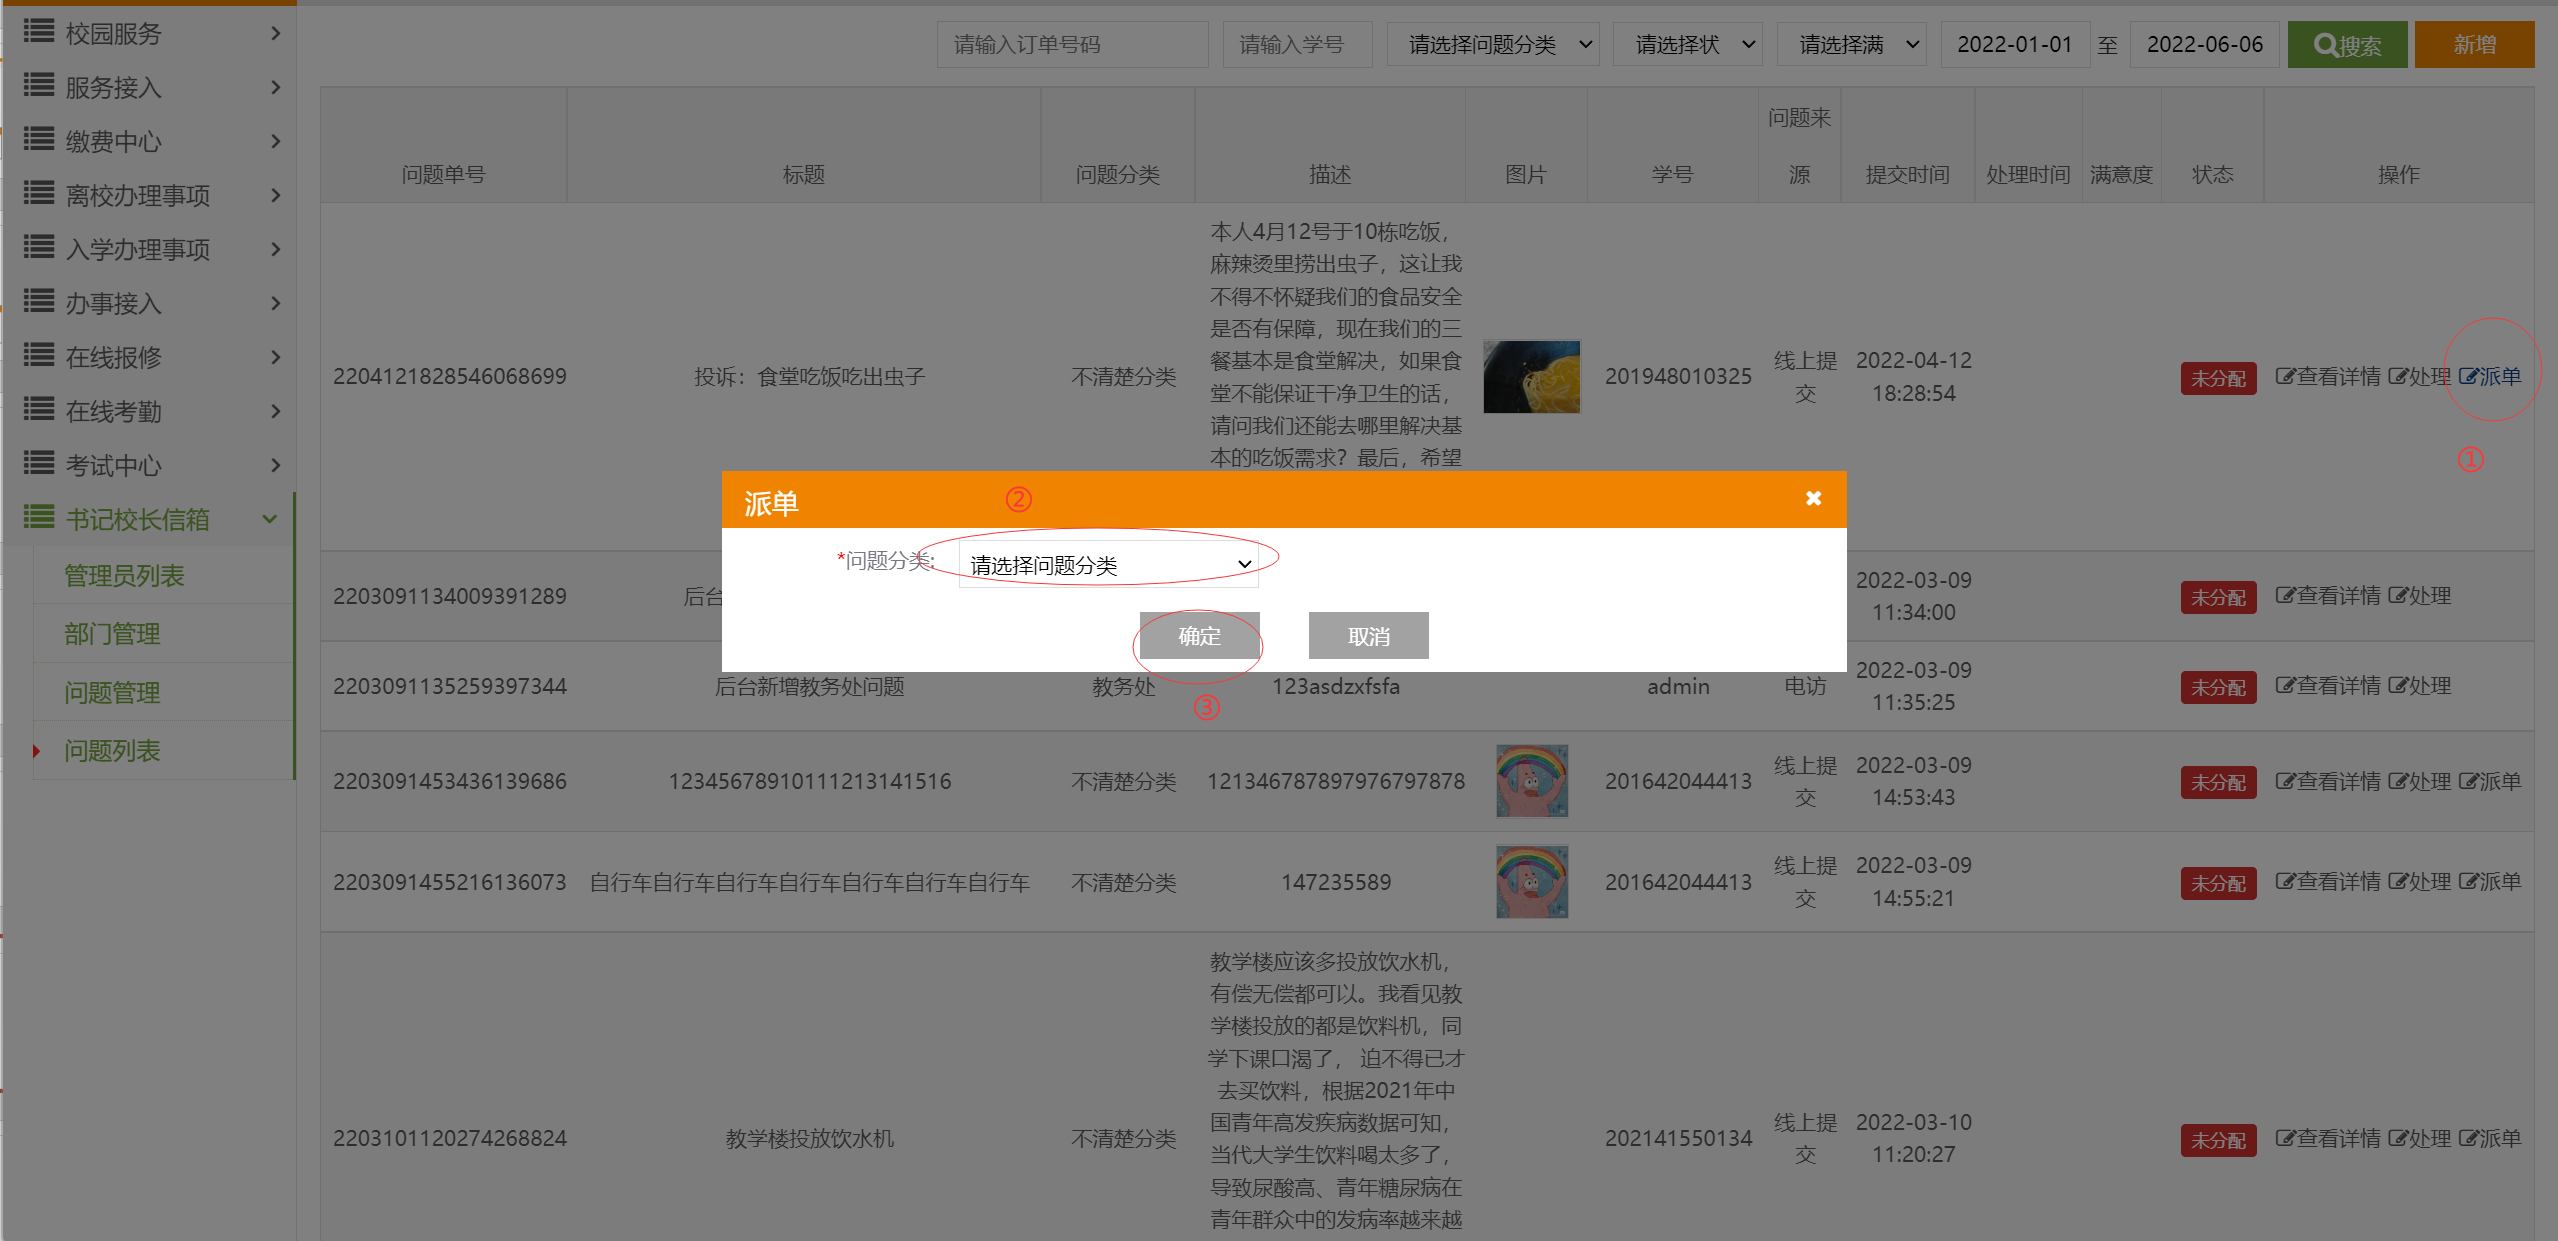 校园服务
服务接入
缴费中心
离校办理事项
入学办理事项
办事接入
在线报修
在线考勤
考试中心
书记校长信箱
管理员列表
部门管理
问题管理
问题列表
请输入订单号码 请输入学号 请选择问题分类 请选择状 请选择满 2022-01-01 至 2022-06-06 搜索 新增
问题单号 标题 问题分类 描述 图片 学号 问题来源 提交时间 处理时间 满意度 状态 操作
2204121828546068699 投诉：食堂吃饭吃出虫子 不清楚分类
本人4月12号于10栋吃饭，
麻辣烫里捞出虫子，这让我
不得不怀疑我们的食品安全
是否有保障，现在我们的三
餐基本是食堂解决，如果食
堂不能保证干净卫生的话，
请问我们还能去哪里解决基
本的吃饭需求？最后，希望
201948010325 线上提交 2022-04-12 18:28:54 未分配 查看详情 处理 派单
①
派单
②
*问题分类: 请选择问题分类
确定 取消
③
2203091134009391289 后台 2022-03-09 11:34:00 未分配 查看详情 处理
2203091135259397344 后台新增教务处问题 教务处 123asdzxfsfa admin 电访 2022-03-09 11:35:25 未分配 查看详情 处理
2203091453436139686 12345678910111213141516 不清楚分类 121346787897976797878 201642044413 线上提交 2022-03-09 14:53:43 未分配 查看详情 处理 派单
2203091455216136073 自行车自行车自行车自行车自行车自行车自行车 不清楚分类 147235589 201642044413 线上提交 2022-03-09 14:55:21 未分配 查看详情 处理 派单
2203101120274268824 教学楼投放饮水机 不清楚分类
教学楼应该多投放饮水机，
有偿无偿都可以。我看见教
学楼投放的都是饮料机，同
学下课口渴了， 迫不得已才
去买饮料，根据2021年中
国青年高发疾病数据可知，
当代大学生饮料喝太多了，
导致尿酸高、青年糖尿病在
青年群众中的发病率越来越
202141550134 线上提交 2022-03-10 11:20:27 未分配 查看详情 处理 派单